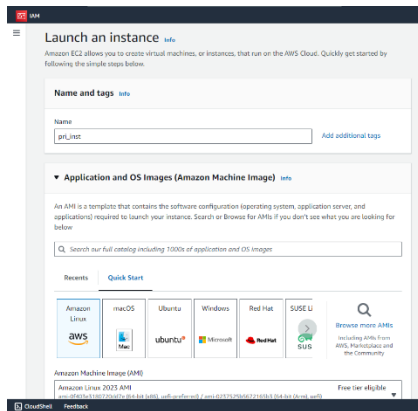 IAM
Launch an instance Info
Amazon EC2 allows you to create virtual machines, or instances, that run on the AWS Cloud. Quickly get started by
following the simple steps below.
Name and tags Info
Name
pri_inst
Add additional tags
▼ Application and OS Images (Amazon Machine Image) Info
An AMI is a template that contains the software configuration (operating system, application server, and
applications) required to launch your instance. Search or Browse for AMIs if you don't see what you are looking for
below
Search our full catalog including 1000s of application and OS images
Recents Quick Start
Amazon Linux
macOS
Ubuntu
Windows
Red Hat
SUSE Li
aws
Mac
ubuntu
Microsoft
Red Hat
SUS
Browse more AMIs
Including AMIs from
AWS, Marketplace and
the Community
Amazon Machine Image (AMI)
Amazon Linux 2023 AMI
Free tier eligible
CloudShell Feedback